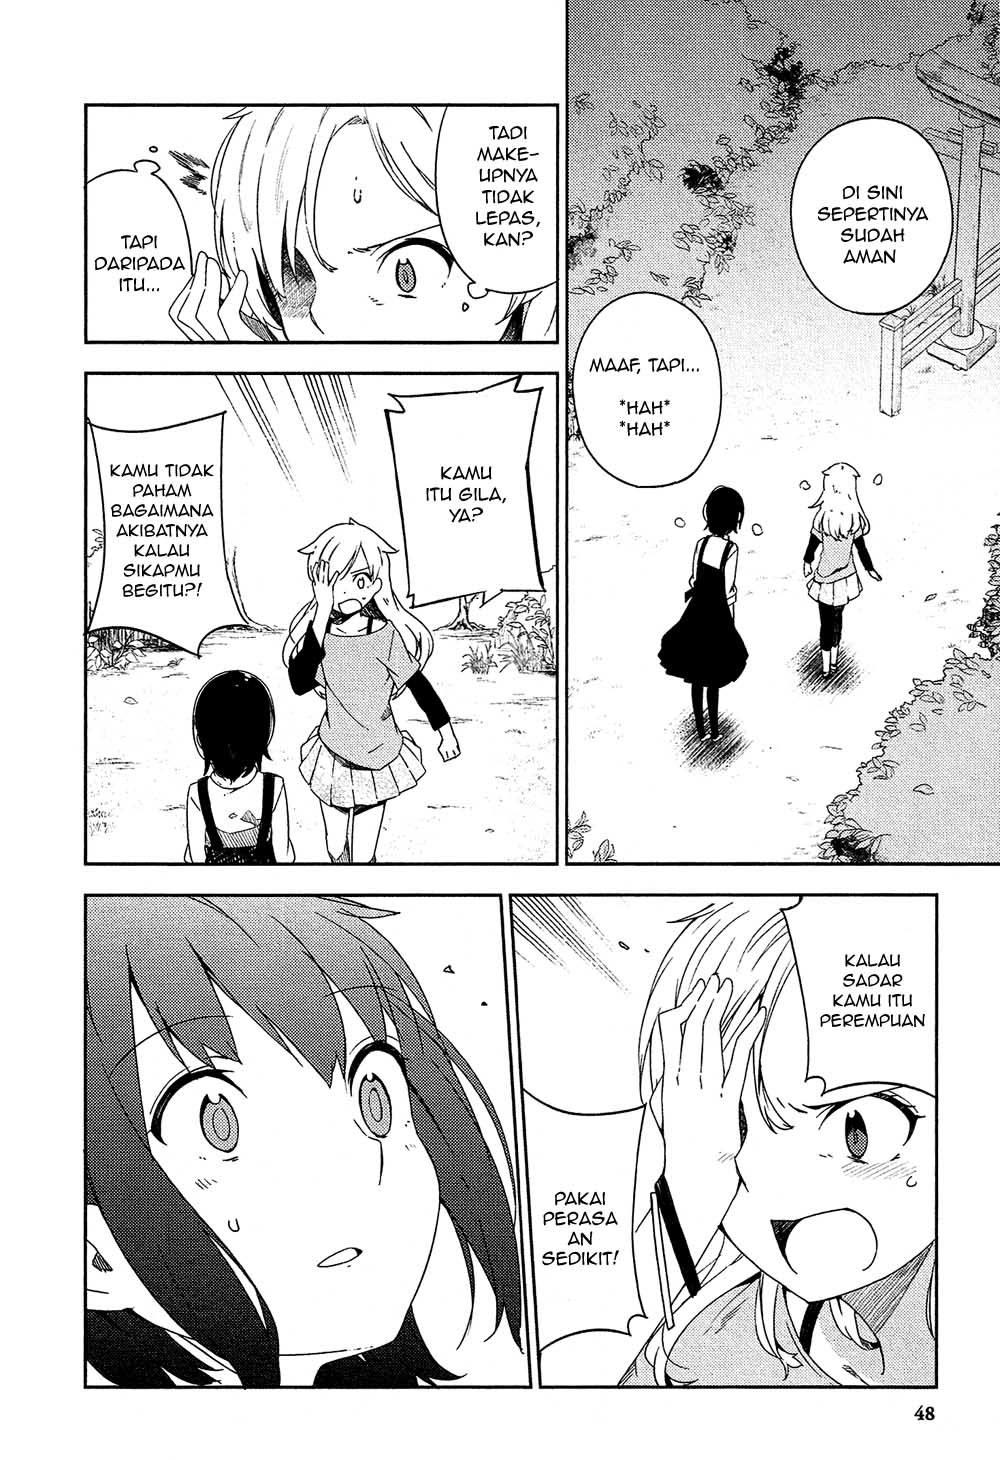 DI SINI
SEPERTINYA
SUDAH
AMAN
MAAF, TAPI...
*HAH*
*HAH*
TADI
MAKE-
UPNYA
TIDAK
LEPAS,
KAN?
TAPI
DARIPADA
ITU...
KAMU
ITU GILA,
YA?
KAMU TIDAK
PAHAM
BAGAIMANA
AKIBATNYA
KALAU
SIKAPMU
BEGITU?!
KALAU
SADAR
KAMU ITU
PEREMPUAN
PAKAI
PERASA
AN
SEDIKIT!
48